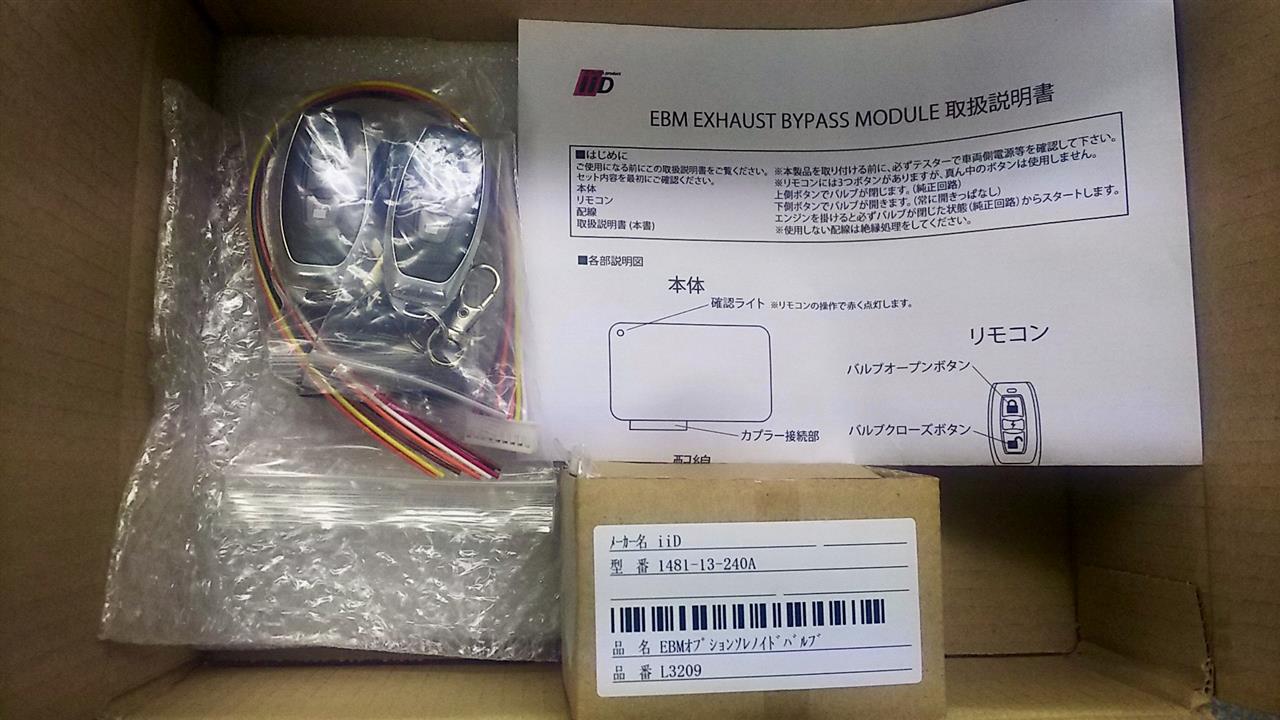 iiD
product
EBM EXHAUST BYPASS MODULE 取扱説明書
■はじめに
ご使用になる前にこの取扱説明書をご覧ください。
セット内容を最初にご確認ください。
本体
リモコン
配線
取扱説明書 (本書)
※本製品を取り付ける前に、必ずテスターで車両側電源等を確認して下さい。
※リモコンには3つボタンがありますが、真ん中のボタンは使用しません。
上側ボタンでバルブが閉じます。(純正回路)
下側ボタンでバルブが開きます。(常に開きっぱなし)
エンジンを掛けると必ずバルブが閉じた状態(純正回路)からスタートします。
※使用しない配線は絶縁処理をしてください。
■各部説明図
本体
確認ライト ※リモコンの操作で赤く点灯します。
カプラー接続部
リモコン
バルブオープンボタン
バルブクローズボタン
配線
ﾒｰｶｰ名 iiD
型 番 1481-13-240A
品 名 EBMｵﾌﾟｼｮﾝｿﾚﾉｲﾄﾞﾊﾞﾙﾌﾞ
品 番 L3209